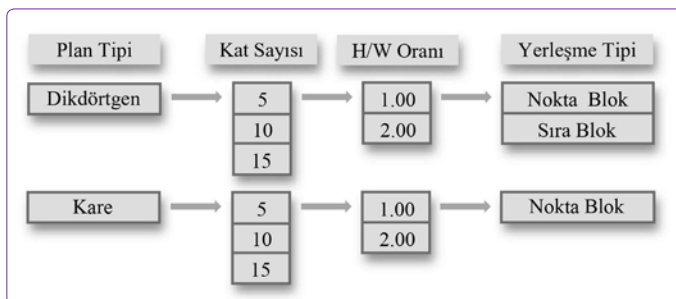 Plan Tipi Kat Sayısı H/W Oranı Yerleşme Tipi
Dikdörtgen 5 1.00 Nokta Blok
10 2.00 Sıra Blok
15
Kare 5 1.00 Nokta Blok
10 2.00
15